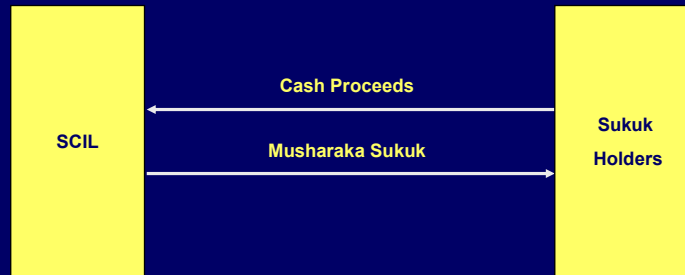 Cash Proceeds
SCIL
Musharaka Sukuk
Sukuk
Holders